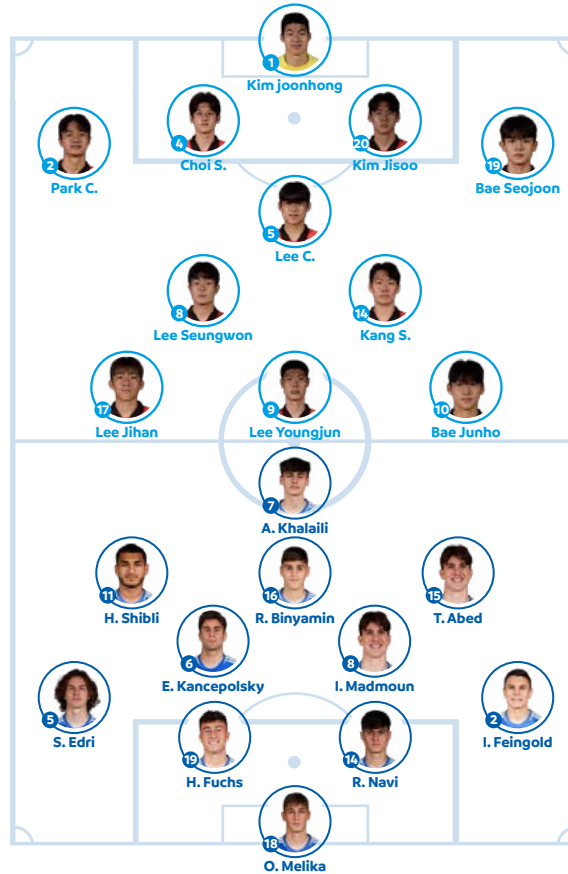 1
Kim joonhong
2
Park C.
4
Choi S.
20
Kim Jisoo
19
Bae Seojoon
5
Lee C.
8
Lee Seungwon
14
Kang S.
17
Lee Jihan
9
Lee Youngjun
10
Bae Junho
7
A. Khalaili
11
H. Shibli
16
R. Binyamin
15
T. Abed
6
E. Kancepolsky
8
I. Madmoun
5
S. Edri
2
I. Feingold
19
H. Fuchs
14
R. Navi
18
O. Melika